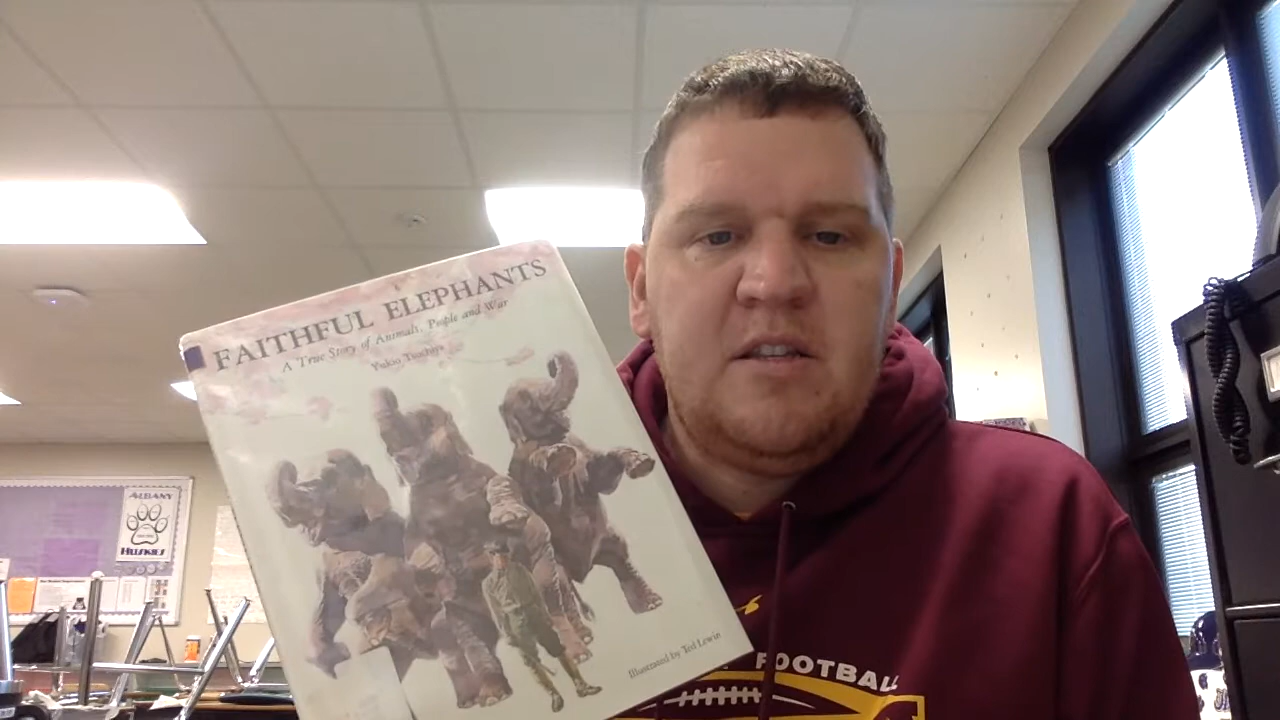 FAITHFUL ELEPHANTS
A True Story of Animals, People and War
Yukio Tsuchiya
Illustrated by Ted Lewin
ALBANY
HUSKIES
FOOTBALL